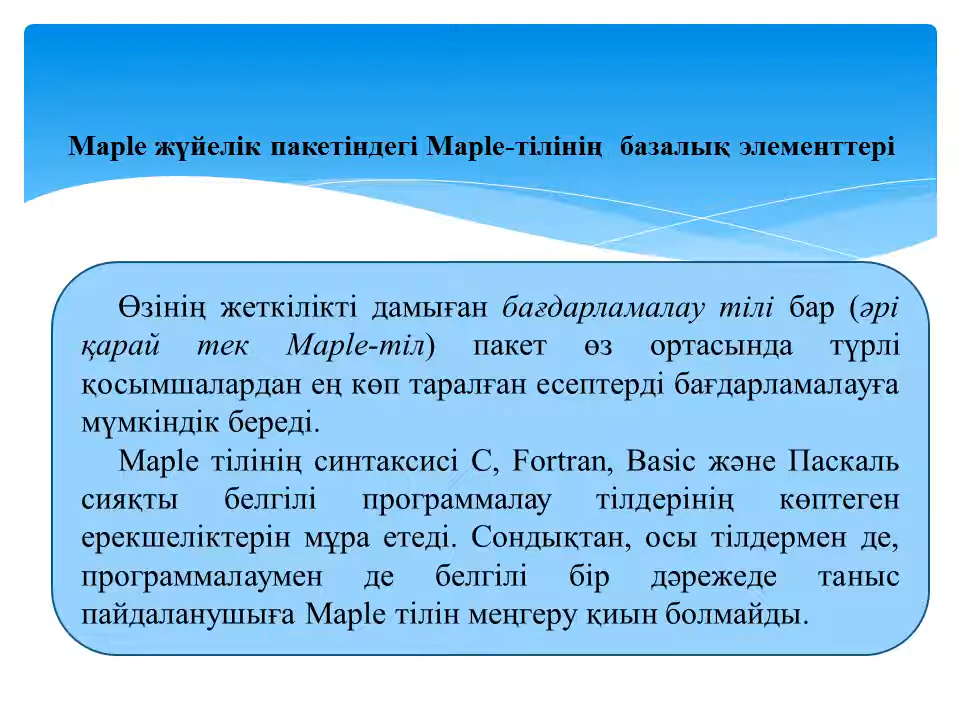 Maple жүйелік пакетіндегі Maple-тілінің базалық элементтері
Өзінің жеткілікті дамыған бағдарламалау тілі бар (әрі
қарай тек Maple-тіл) пакет өз ортасында түрлі
қосымшалардан ең көп таралған есептерді бағдарламалауға
мүмкіндік береді.
Maple тілінің синтаксисі C, Fortran, Basic және Паскаль
сияқты белгілі программалау тілдерінің көптеген
ерекшеліктерін мұра етеді. Сондықтан, осы тілдермен де,
программалаумен де белгілі бір дәрежеде таныс
пайдаланушыға Maple тілін меңгеру қиын болмайды.